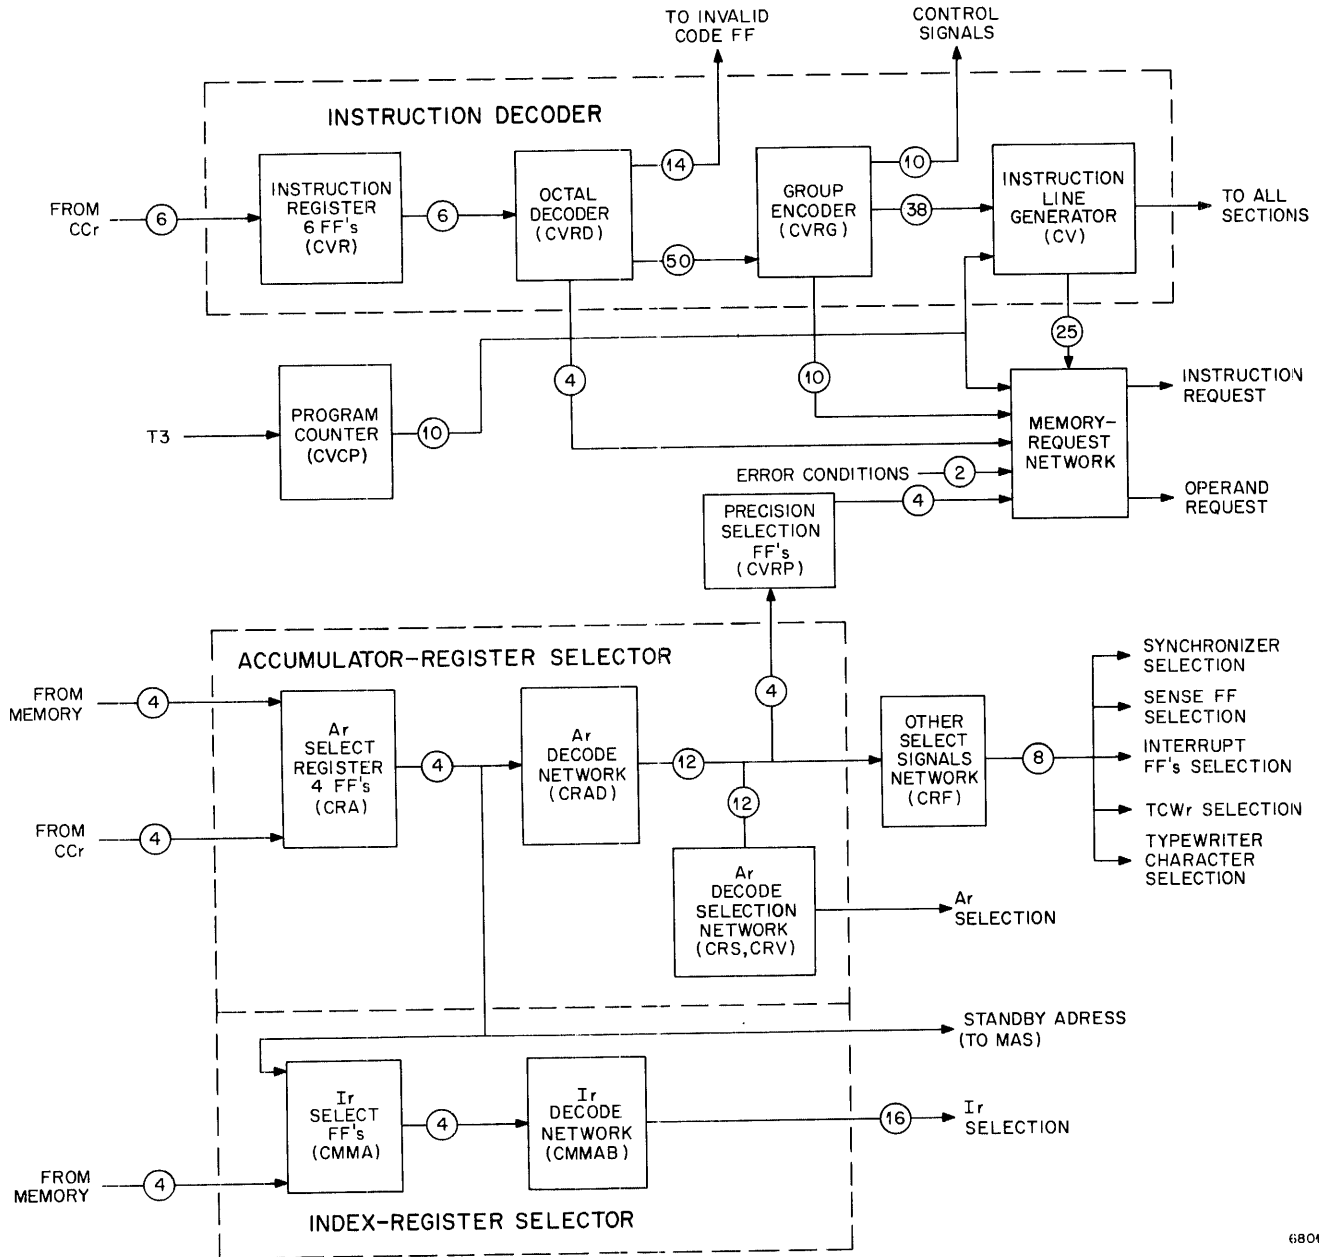 TO INVALID
CODE FF
CONTROL
SIGNALS
INSTRUCTION DECODER
FROM
CCr
6
INSTRUCTION
REGISTER
6 FF's
(CVR)
6
OCTAL
DECODER
(CVRD)
14
50
GROUP
ENCODER
(CVRG)
10
38
INSTRUCTION
LINE
GENERATOR
(CV)
TO ALL
SECTIONS
25
4
10
T3
PROGRAM
COUNTER
(CVCP)
10
MEMORY-
REQUEST
NETWORK
INSTRUCTION
REQUEST
OPERAND
REQUEST
ERROR CONDITIONS
2
PRECISION
SELECTION
FF's
(CVRP)
4
ACCUMULATOR-REGISTER SELECTOR
FROM
MEMORY
4
FROM
CCr
4
Ar
SELECT
REGISTER
4 FF's
(CRA)
4
Ar
DECODE
NETWORK
(CRAD)
12
4
12
OTHER
SELECT
SIGNALS
NETWORK
(CRF)
8
SYNCHRONIZER
SELECTION
SENSE FF
SELECTION
INTERRUPT
FF's SELECTION
TCWr SELECTION
TYPEWRITER
CHARACTER
SELECTION
Ar
DECODE
SELECTION
NETWORK
(CRS,CRV)
Ar
SELECTION
STANDBY ADRESS
(TO MAS)
Ir
SELECT
FF's
(CMMA)
4
Ir
DECODE
NETWORK
(CMMAB)
16
Ir
SELECTION
FROM
MEMORY
4
INDEX-REGISTER SELECTOR